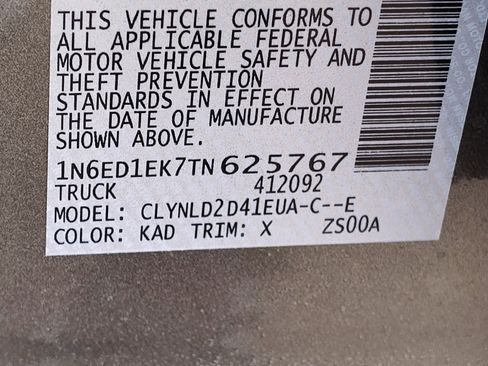 THIS VEHICLE CONFORMS TO
ALL APPLICABLE FEDERAL
MOTOR VEHICLE SAFETY AND
THEFT PREVENTION
STANDARDS IN EFFECT ON
THE DATE OF MANUFACTURE
SHOWN ABOVE.
1N6ED1EK7TN625767
TRUCK 412092
MODEL: CLYNLD2D41EUA-C--E
COLOR: KAD TRIM: X ZS00A